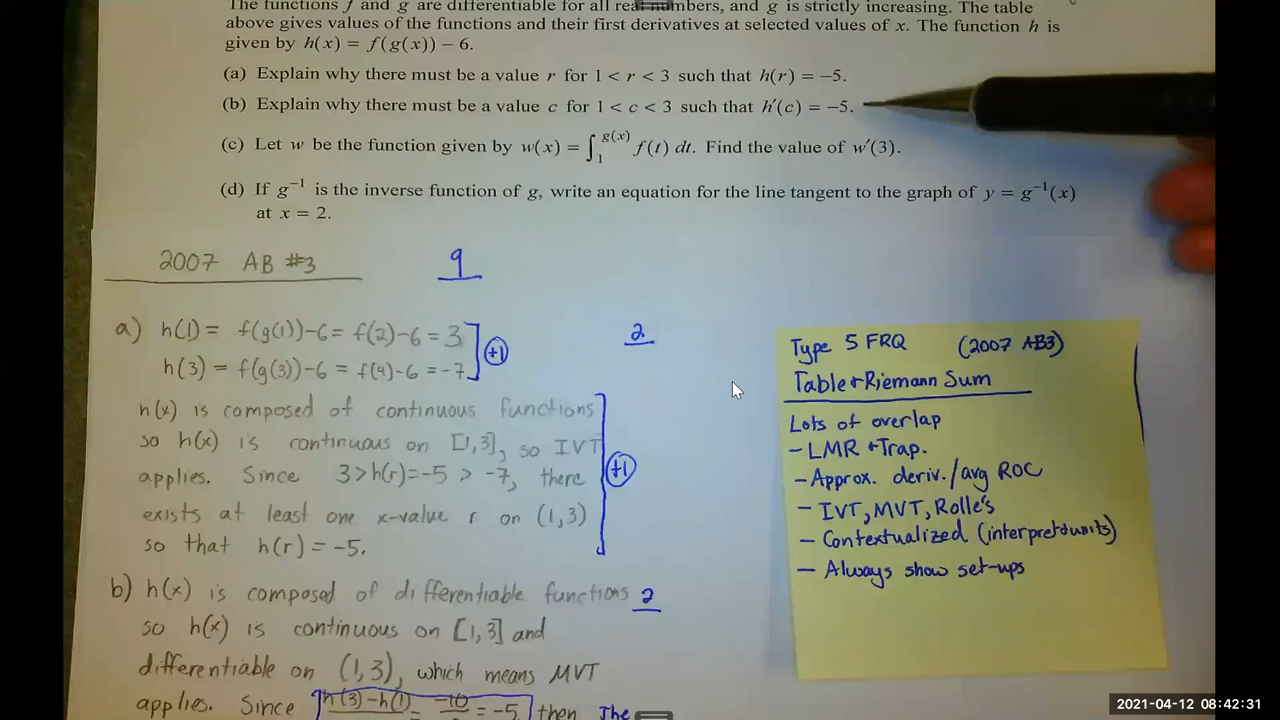 The functions f and g are differentiable for all real numbers, and g is strictly increasing. The table
above gives values of the functions and their first derivatives at selected values of x. The function h is
given by h(x) = f(g(x)) − 6.
(a) Explain why there must be a value r for 1 < r < 3 such that h(r) = −5.
(b) Explain why there must be a value c for 1 < c < 3 such that h′(c) = −5.
(c) Let w be the function given by w(x) = ∫₁^g(x) f(t) dt. Find the value of w′(3).
(d) If g⁻¹ is the inverse function of g, write an equation for the line tangent to the graph of y = g⁻¹(x)
at x = 2.
2007 AB #3 9
a) h(1) = f(g(1))−6 = f(2)−6 = 3 +1 2
h(3) = f(g(3))−6 = f(4)−6 = −7
h(x) is composed of continuous functions
so h(x) is continuous on [1,3], so IVT
applies. Since 3>h(r)=−5 > −7, there +1
exists at least one x-value r on (1,3)
so that h(r) = −5.
b) h(x) is composed of differentiable functions 2
so h(x) is continuous on [1,3] and
differentiable on (1,3), which means MVT
applies. Since h(3)−h(1) = −10 = −5 then The
Type 5 FRQ (2007 AB3)
Table + Riemann Sum
Lots of overlap
- LMR + Trap.
- Approx. deriv./avg ROC
- IVT, MVT, Rolle's
- Contextualized (interpret + units)
- Always show set-ups
2021-04-12 08:42:31